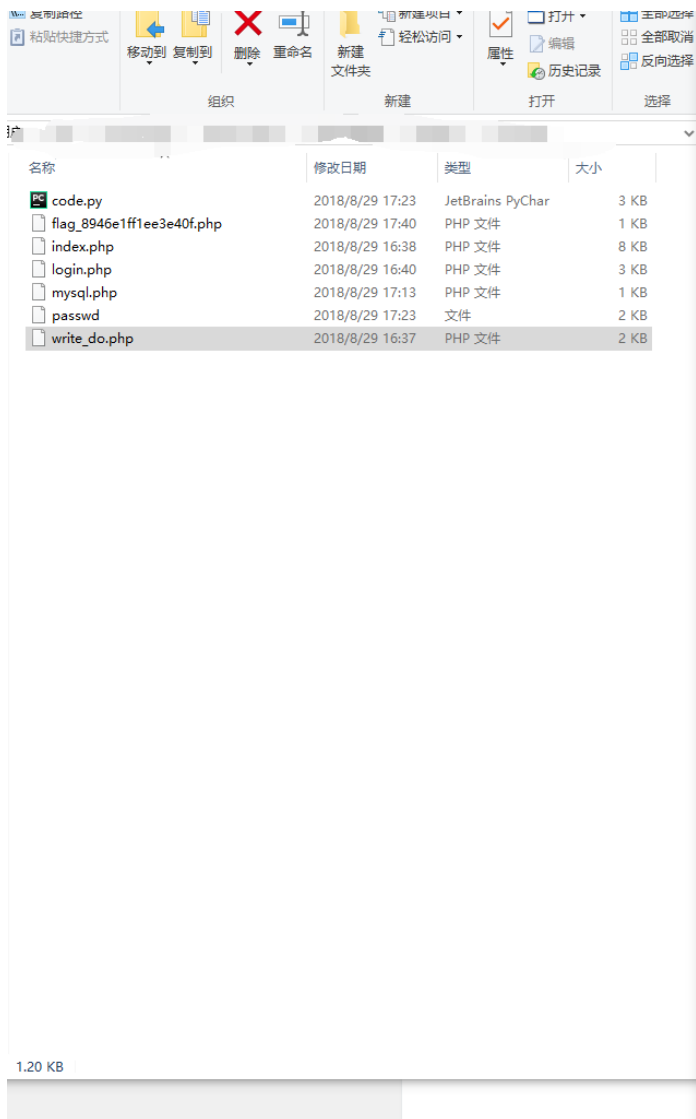 复制路径
新建项目
打开
全部选择
粘贴快捷方式
移动到
复制到
删除
重命名
新建
文件夹
轻松访问
属性
编辑
历史记录
全部取消
反向选择
组织
新建
打开
选择
名称 修改日期 类型 大小
PC code.py 2018/8/29 17:23 JetBrains PyChar 3 KB
flag_8946e1ff1ee3e40f.php 2018/8/29 17:40 PHP 文件 1 KB
index.php 2018/8/29 16:38 PHP 文件 8 KB
login.php 2018/8/29 16:40 PHP 文件 3 KB
mysql.php 2018/8/29 17:13 PHP 文件 1 KB
passwd 2018/8/29 17:23 文件 2 KB
write_do.php 2018/8/29 16:37 PHP 文件 2 KB
1.20 KB